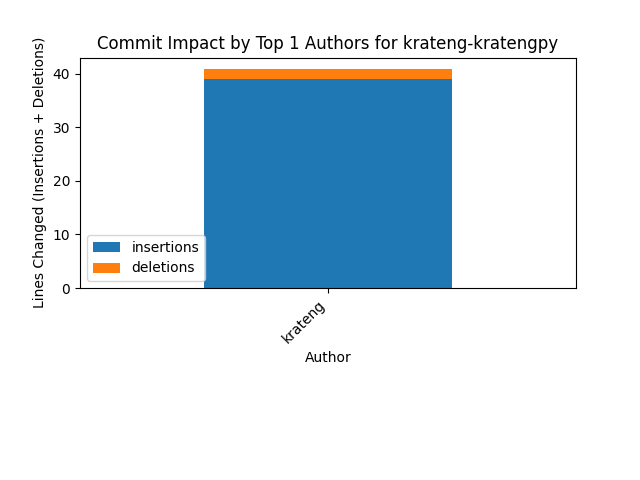 Commit Impact by Top 1 Authors for krateng-kratengpy
Lines Changed (Insertions + Deletions)
40
30
20
10
0
insertions
deletions
krateng
Author